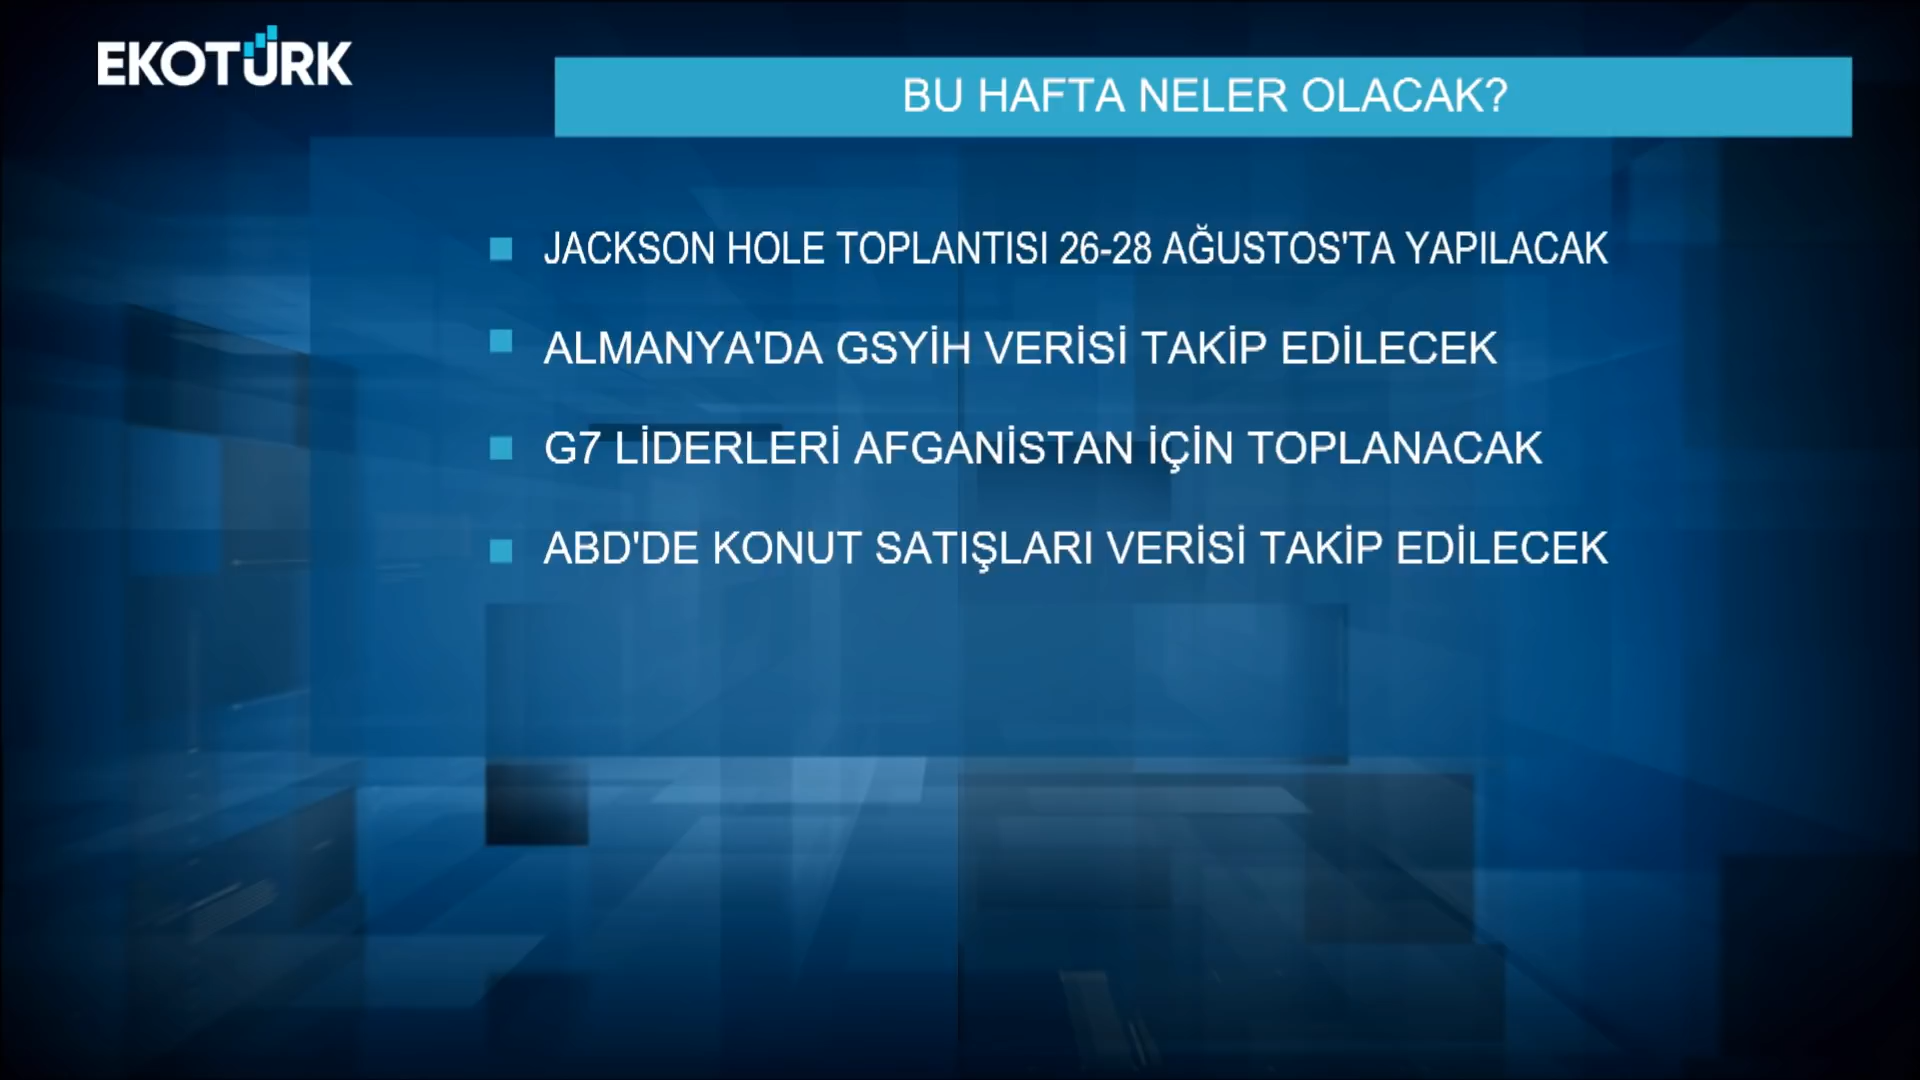 EKOTÜRK
BU HAFTA NELER OLACAK?
JACKSON HOLE TOPLANTISI 26-28 AĞUSTOS'TA YAPILACAK
ALMANYA'DA GSYİH VERİSİ TAKİP EDİLECEK
G7 LİDERLERİ AFGANİSTAN İÇİN TOPLANACAK
ABD'DE KONUT SATIŞLARI VERİSİ TAKİP EDİLECEK